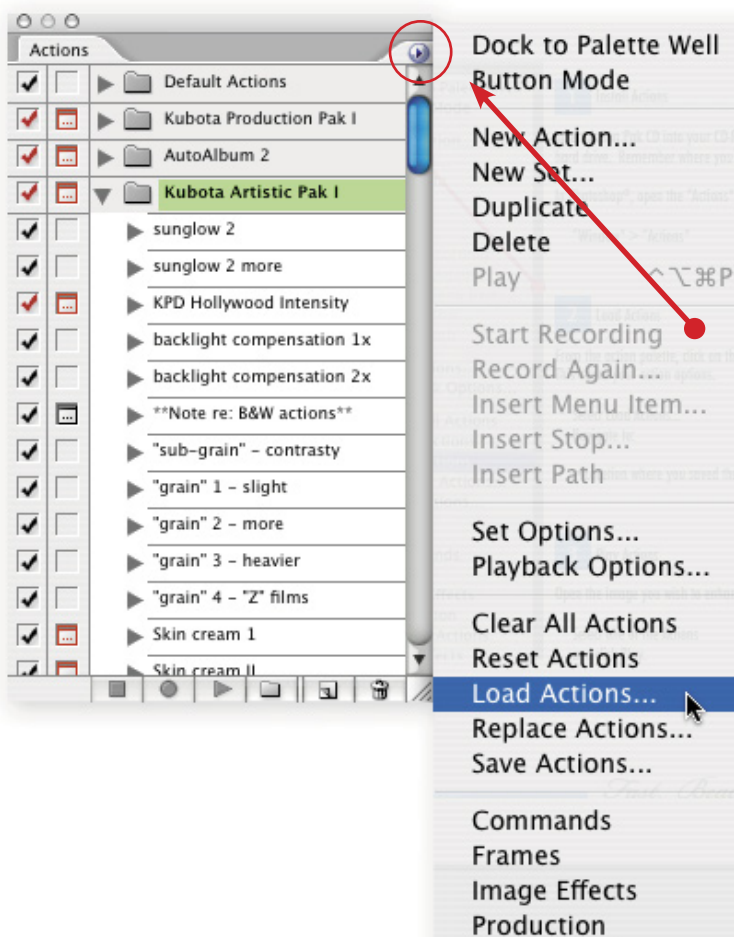 Actions
Default Actions
Kubota Production Pak I
AutoAlbum 2
Kubota Artistic Pak I
sunglow 2
sunglow 2 more
KPD Hollywood Intensity
backlight compensation 1x
backlight compensation 2x
**Note re: B&W actions**
"sub-grain" - contrasty
"grain" 1 - slight
"grain" 2 - more
"grain" 3 - heavier
"grain" 4 - "Z" films
Skin cream 1
Skin cream II
Dock to Palette Well
Button Mode
New Action...
New Set...
Duplicate
Delete
Play ^⌥⌘P
Start Recording
Record Again...
Insert Menu Item...
Insert Stop...
Insert Path
Set Options...
Playback Options...
Clear All Actions
Reset Actions
Load Actions...
Replace Actions...
Save Actions...
Commands
Frames
Image Effects
Production